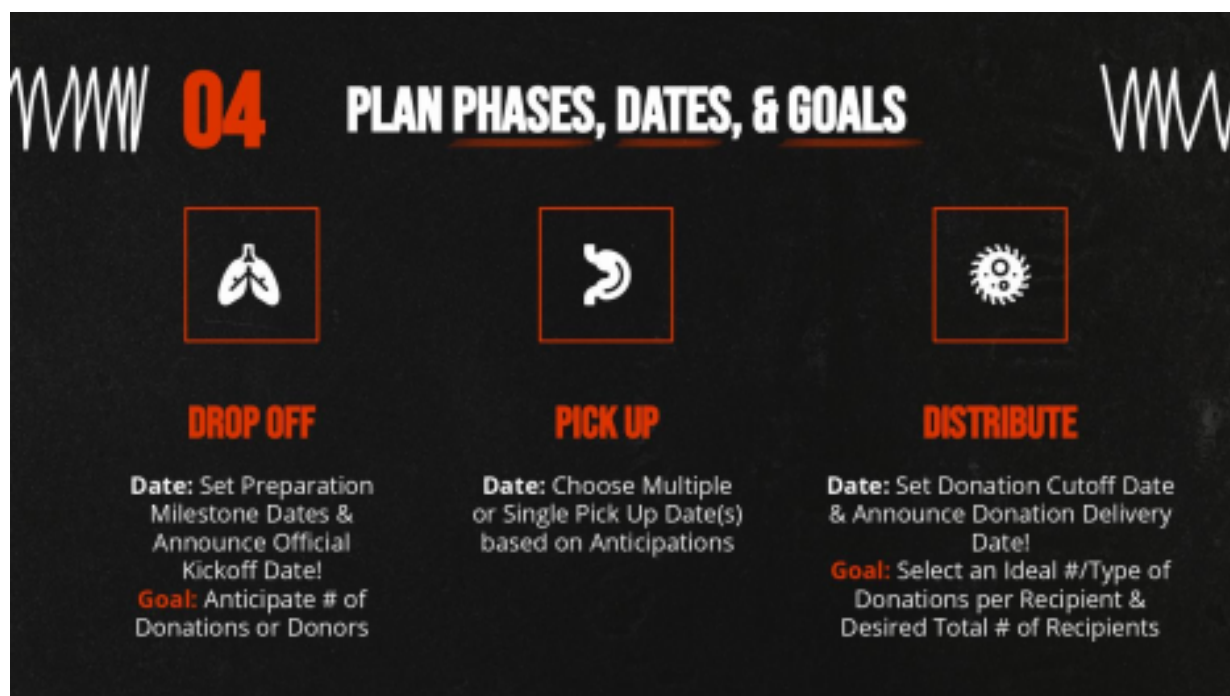 04
PLAN PHASES, DATES, & GOALS
DROP OFF
Date: Set Preparation
Milestone Dates &
Announce Official
Kickoff Date!
Goal: Anticipate # of
Donations or Donors
PICK UP
Date: Choose Multiple
or Single Pick Up Date(s)
based on Anticipations
DISTRIBUTE
Date: Set Donation Cutoff Date
& Announce Donation Delivery
Date!
Goal: Select an Ideal #/Type of
Donations per Recipient &
Desired Total # of Recipients